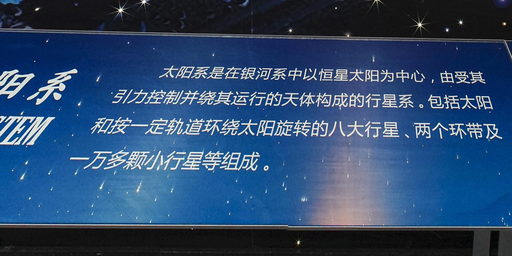 阳系
STEM
太阳系是在银河系中以恒星太阳为中心，由受其
引力控制并绕其运行的天体构成的行星系。包括太阳
和按一定轨道环绕太阳旋转的八大行星、两个环带及
一万多颗小行星等组成。